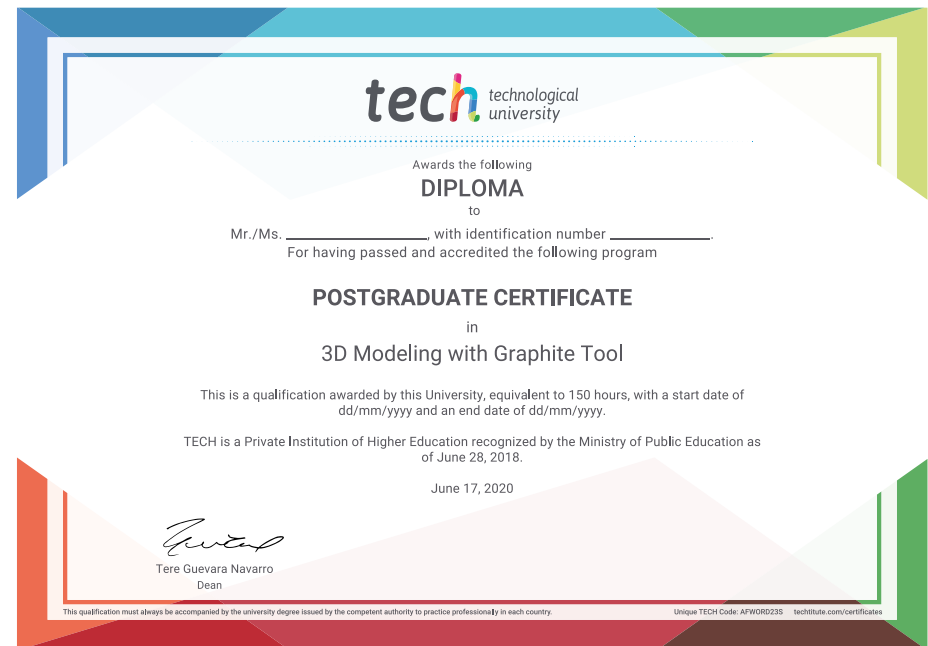 tech technological
university
Awards the following
DIPLOMA
to
Mr./Ms. ____________________, with identification number ______________.
For having passed and accredited the following program
POSTGRADUATE CERTIFICATE
in
3D Modeling with Graphite Tool
This is a qualification awarded by this University, equivalent to 150 hours, with a start date of
dd/mm/yyyy and an end date of dd/mm/yyyy.
TECH is a Private Institution of Higher Education recognized by the Ministry of Public Education as
of June 28, 2018.
June 17, 2020
Tere Guevara Navarro
Dean
This qualification must always be accompanied by the university degree issued by the competent authority to practice professionally in each country.
Unique TECH Code: AFWORD23S techtitute.com/certificates